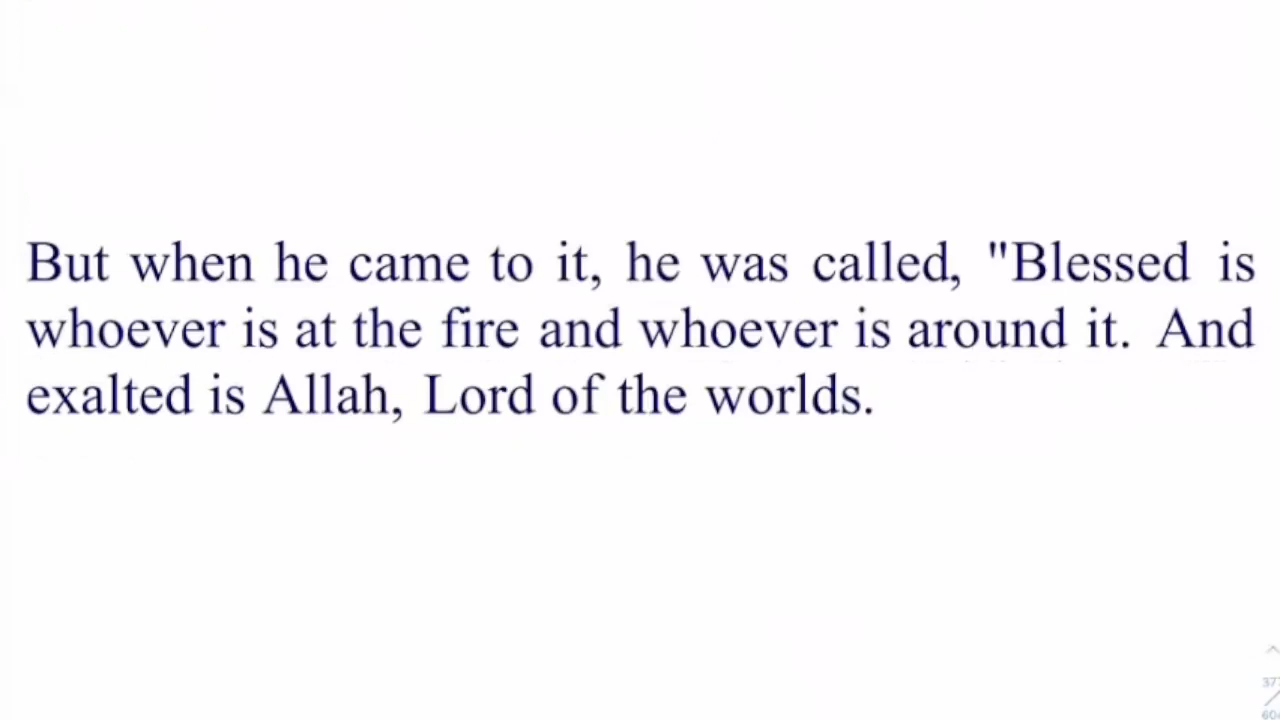 But when he came to it, he was called, "Blessed is
whoever is at the fire and whoever is around it. And
exalted is Allah, Lord of the worlds.